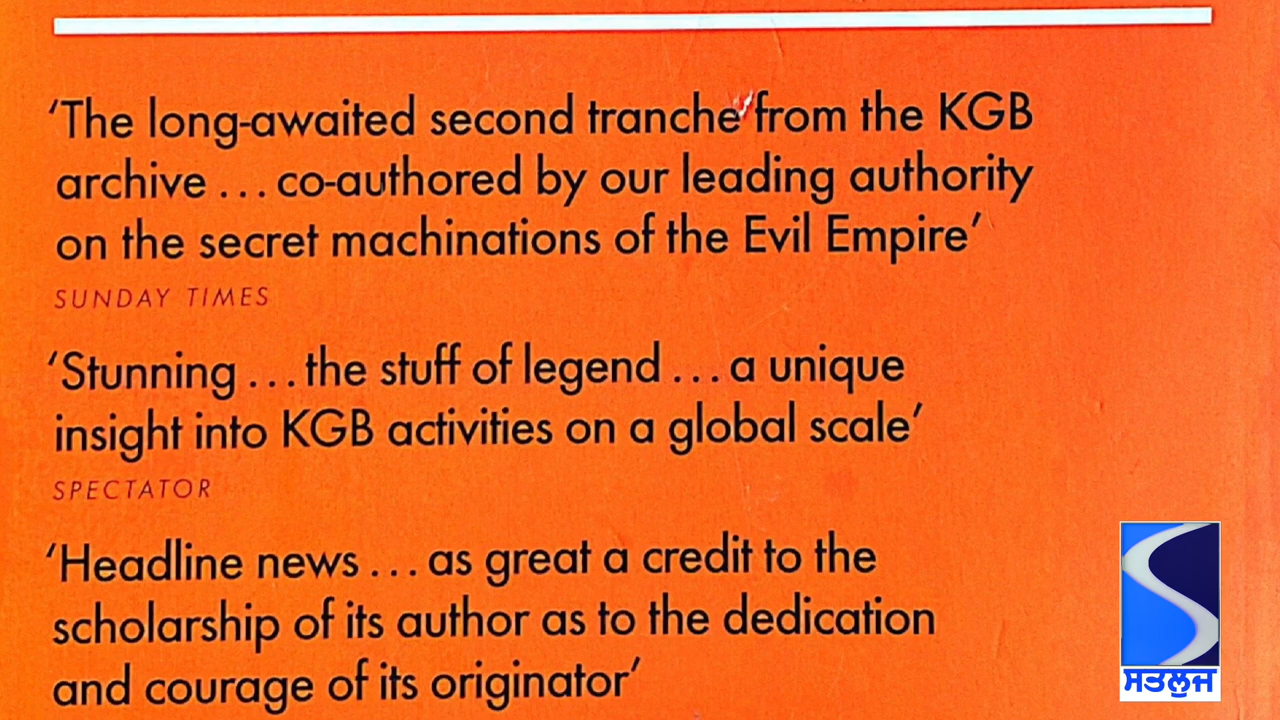 ‘The long-awaited second tranche from the KGB
archive ... co-authored by our leading authority
on the secret machinations of the Evil Empire’
SUNDAY TIMES
‘Stunning ... the stuff of legend ... a unique
insight into KGB activities on a global scale’
SPECTATOR
‘Headline news ... as great a credit to the
scholarship of its author as to the dedication
and courage of its originator’
ਸਤਲੁਜ